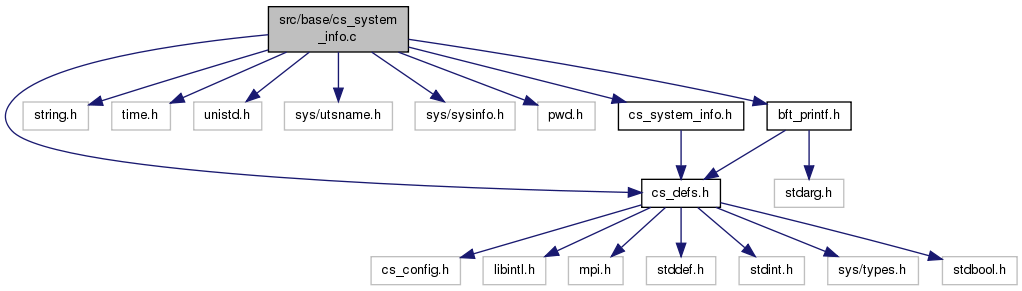 src/base/cs_system
_info.c
string.h
time.h
unistd.h
sys/utsname.h
sys/sysinfo.h
pwd.h
cs_system_info.h
bft_printf.h
cs_defs.h
stdarg.h
cs_config.h
libintl.h
mpi.h
stddef.h
stdint.h
sys/types.h
stdbool.h